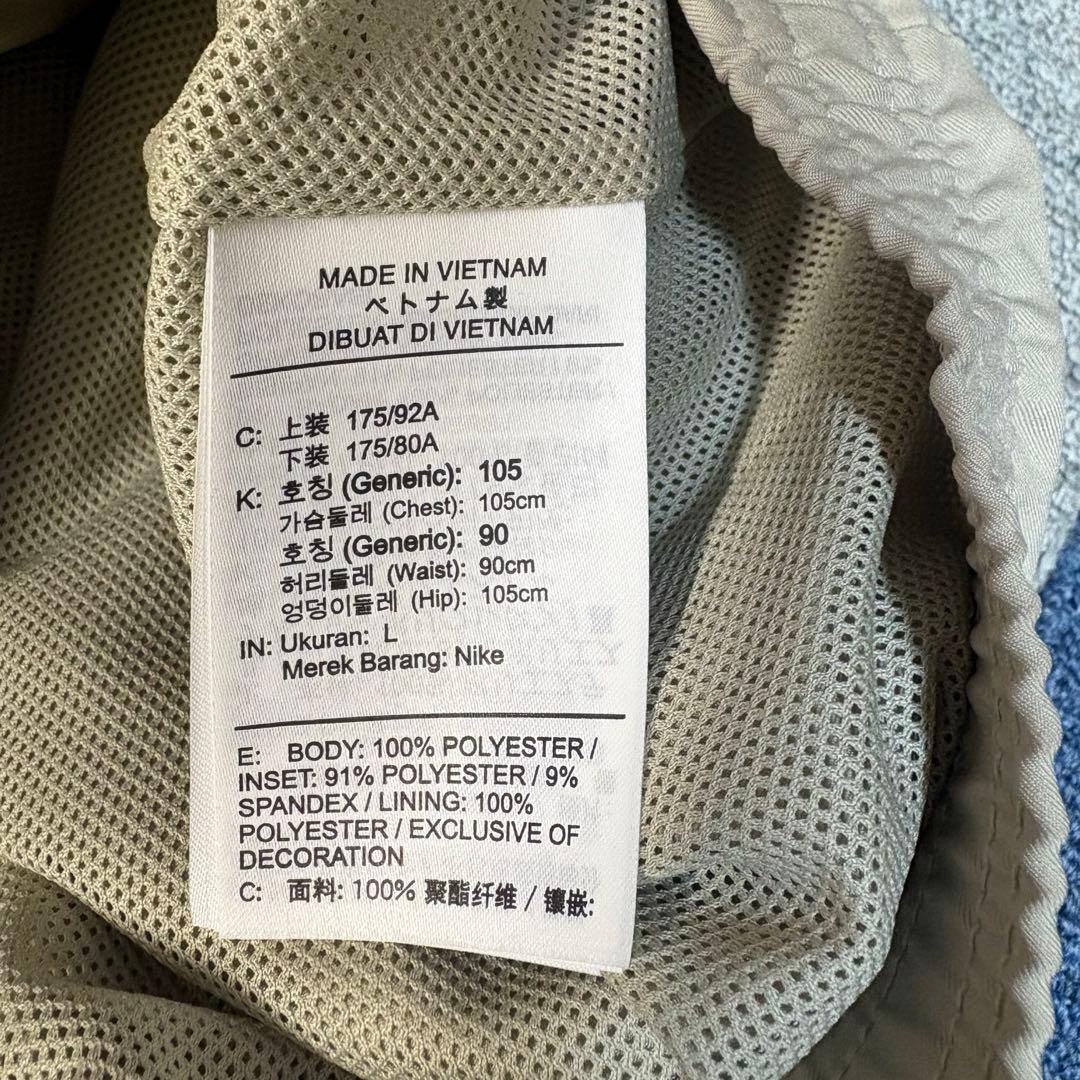 MADE IN VIETNAM
ベトナム製
DIBUAT DI VIETNAM
C: 上装 175/92A
下装 175/80A
K: 호칭 (Generic): 105
가슴둘레 (Chest): 105cm
호칭 (Generic): 90
허리둘레 (Waist): 90cm
엉덩이둘레 (Hip): 105cm
IN: Ukuran: L
Merek Barang: Nike
E: BODY: 100% POLYESTER /
INSET: 91% POLYESTER / 9%
SPANDEX / LINING: 100%
POLYESTER / EXCLUSIVE OF
DECORATION
C: 面料: 100% 聚酯纤维 / 镶嵌: